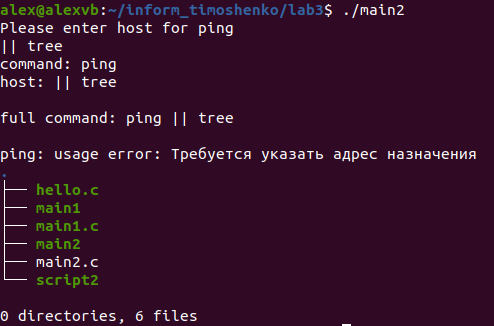 alex@alexvb:~/inform_timoshenko/lab3$ ./main2
Please enter host for ping
|| tree
command: ping
host: || tree
full command: ping || tree
ping: usage error: Требуется указать адрес назначения
.
├── hello.c
├── main1
├── main1.c
├── main2
├── main2.c
└── script2
0 directories, 6 files